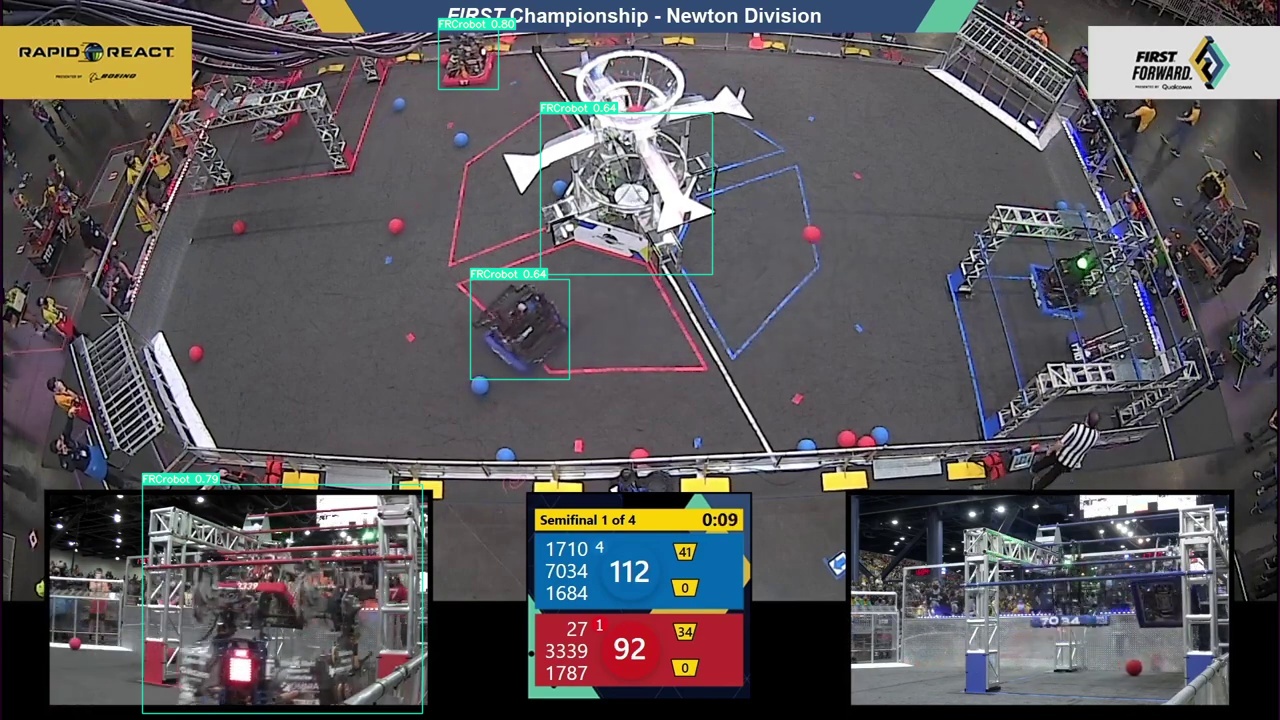 FIRST Championship - Newton Division
RAPID REACT
PRESENTED BY BOEING
FIRST
FORWARD
PRESENTED BY Qualcomm
FRCrobot 0.80
FRCrobot 0.64
FRCrobot 0.64
FRCrobot 0.79
Semifinal 1 of 4 0:09
1710 4 41
7034 112
1684 0
27 1 34
3339 92
1787 0
3339
7034